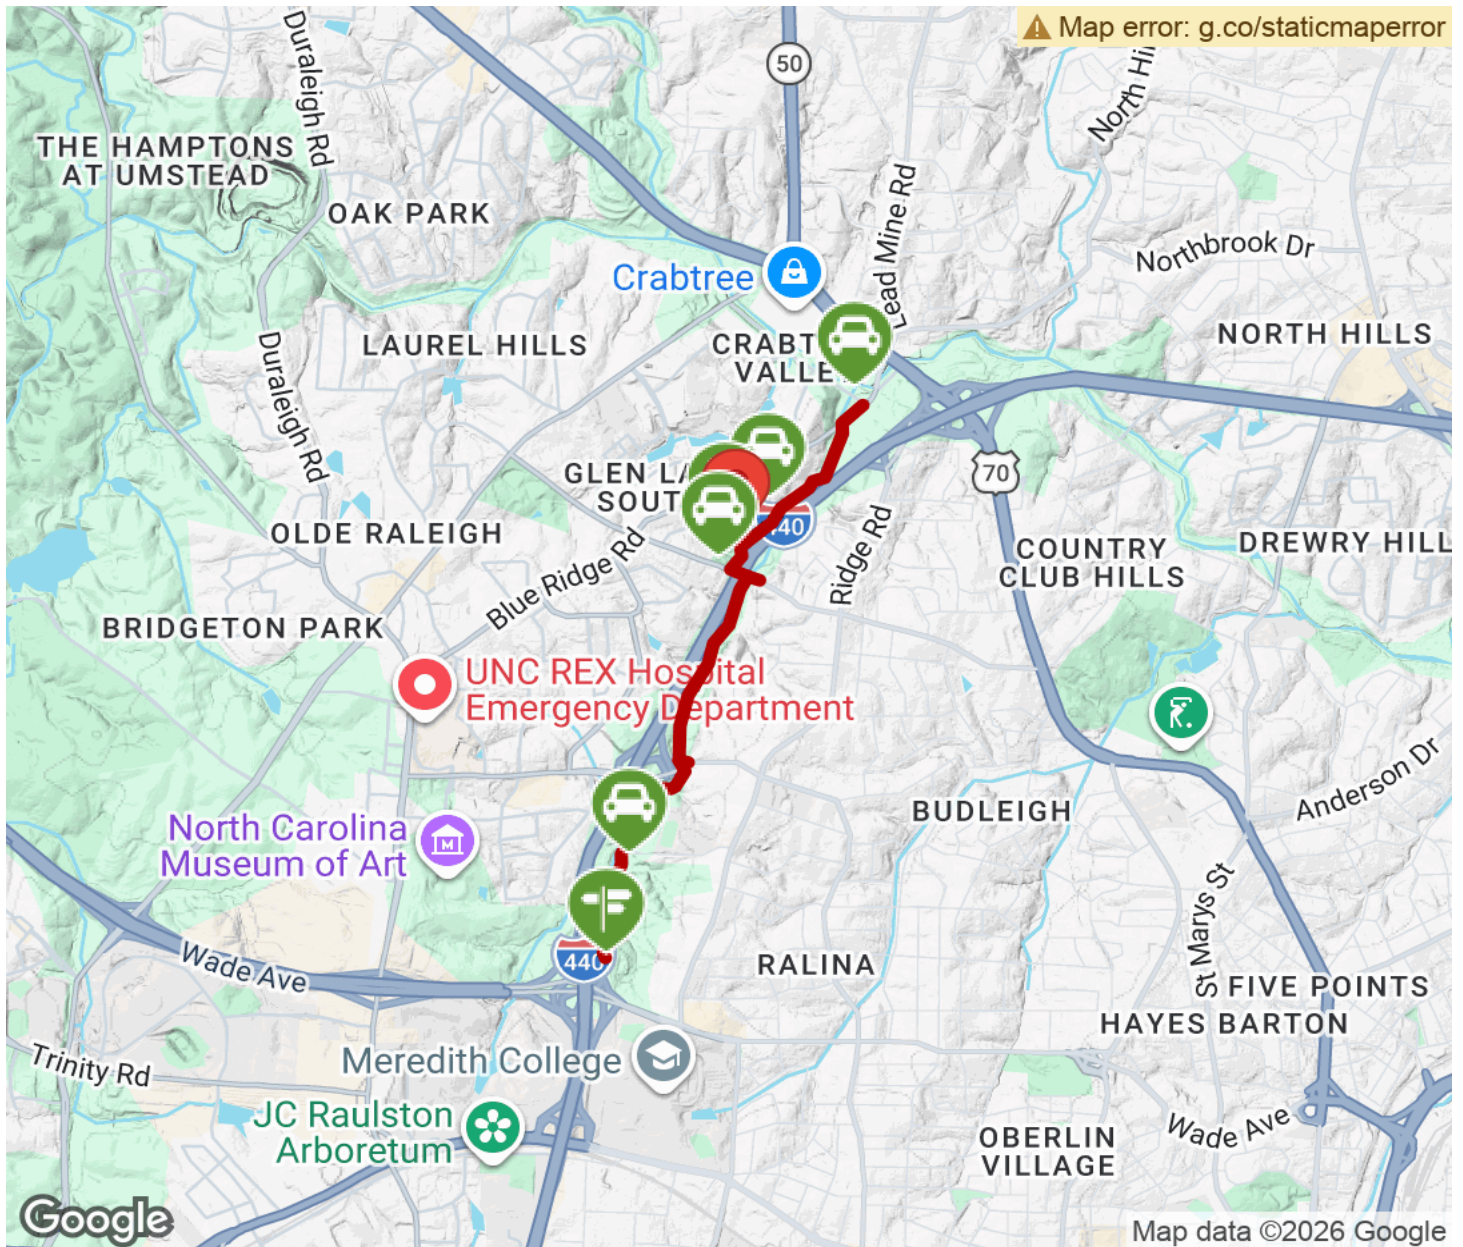 Map error: g.co/staticmaperror
Duraleigh Rd
50
North Hi
THE HAMPTONS
AT UMSTEAD
OAK PARK
Lead Mine Rd
Northbrook Dr
Crabtree
NORTH HILLS
LAUREL HILLS
CRABT
VALLE
Duraleigh Rd
GLEN LA
SOUT
70
440
OLDE RALEIGH
Blue Ridge Rd
Ridge Rd
COUNTRY
CLUB HILLS
DREWRY HILL
BRIDGETON PARK
UNC REX Hospital
Emergency Department
Anderson Dr
BUDLEIGH
North Carolina
Museum of Art
M
St Marys St
Wade Ave
440
RALINA
FIVE POINTS
HAYES BARTON
Trinity Rd
Meredith College
JC Raulston
Arboretum
Wade Ave
OBERLIN
VILLAGE
Google
Map data ©2026 Google